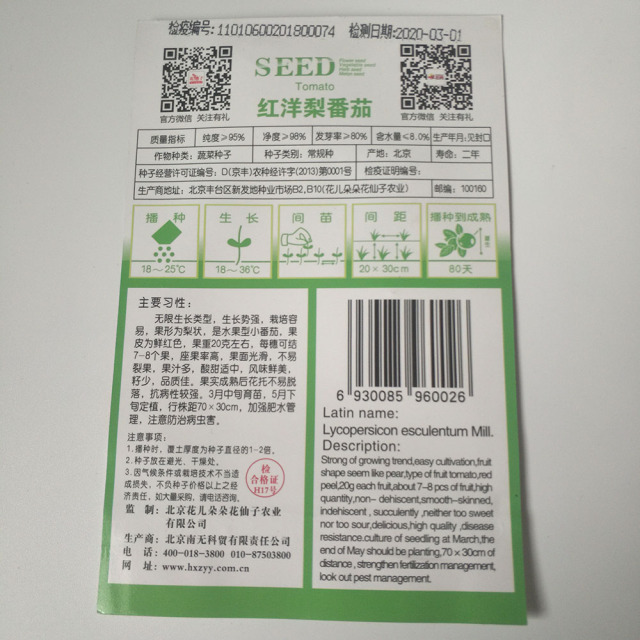 检疫编号:11010600201800074 检测日期:2020-03-01
SEED
Flower seed
Vegetable seed
Tomato
红洋梨番茄
官方微信 关注有礼
官方微信 关注有礼
质量指标 纯度≥95% 净度≥98% 发芽率≥80% 含水量≤8.0% 生产年月:见封口
作物种类:蔬菜种子 种子类别:常规种 产地:北京 寿命:二年
种子经营许可证编号:D(京丰)农种经许字(2013)第0001号 检疫证明编号:
生产商地址:北京丰台区新发地种业市场B2,B10(花儿朵朵花仙子农业) 邮编:100160
播种 生长 间苗 间距 播种到成熟
18~25℃ 18~36℃ 20×30cm 80天
主要习性:
无限生长类型,生长势强,栽培容
易,果形为梨状,是水果型小番茄,果
皮为鲜红色,果重20克左右,每穗可结
7-8个果,座果率高,果面光滑,不易
裂果,果汁多,酸甜适中,风味鲜美,
籽少,品质佳。果实成熟后花托不易脱
落,抗病性较强。3月中旬育苗,5月下
旬定植,行株距70×30cm,加强肥水管
理,注意防治病虫害。
注意事项:
1.播种时,覆土厚度为种子直径的1-2倍。
2.种子放在避光、干燥处。
3.因气候条件或栽培技术不当造
成损失,不负种子价格以上之经
济责任,如大量采购,请电话咨询。
检
合格证
H17号
监 制:北京花儿朵朵花仙子农业
有限公司
生产商:北京南无科贸有限责任公司
电 话:400-018-3800 010-87503800
网 址:www.hxzyy.com.cn
6 930085 960026
Latin name:
Lycopersicon esculentum Mill.
Description:
Strong of growing trend,easy cultivation,fruit
shape seem like pear,type of fruit tomato,red
peel,20g each fruit,about 7-8 pcs of fruit,high
quantity,non- dehiscent,smooth-skinned,
indehiscent , succulently ,neither too sweet
nor too sour,delicious,high quality ,disease
resistance.culture of seedling at March,the
end of May should be planting,70×30cm of
distance , strengthen fertilization management,
look out pest management.